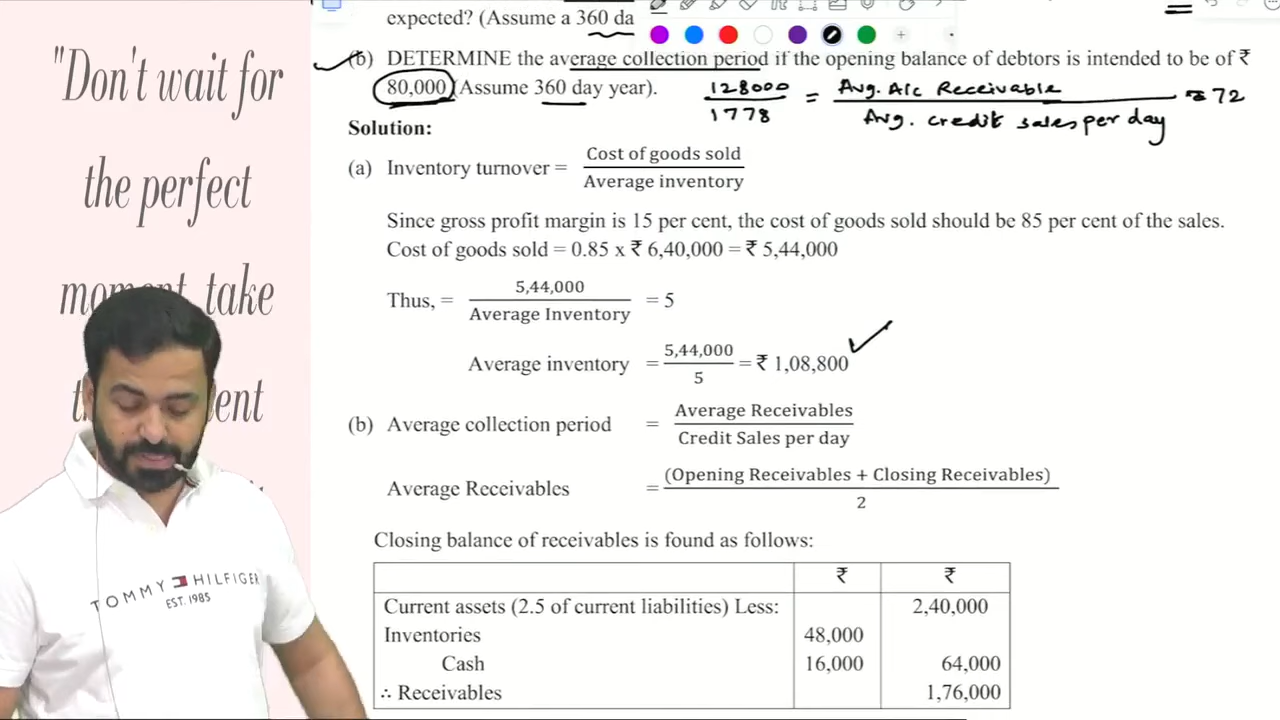 expected? (Assume a 360 da
"Don't wait for
the perfect
moment, take
ent
(b) DETERMINE the average collection period if the opening balance of debtors is intended to be of ₹
80,000 (Assume 360 day year).
128000 / 1778 = Avg. A/c Receivable / Avg. credit sales per day = 72
Solution:
(a) Inventory turnover = Cost of goods sold / Average inventory
Since gross profit margin is 15 per cent, the cost of goods sold should be 85 per cent of the sales.
Cost of goods sold = 0.85 x ₹ 6,40,000 = ₹ 5,44,000
Thus, = 5,44,000 / Average Inventory = 5
Average inventory = 5,44,000 / 5 = ₹ 1,08,800
(b) Average collection period = Average Receivables / Credit Sales per day
Average Receivables = (Opening Receivables + Closing Receivables) / 2
Closing balance of receivables is found as follows:
₹ ₹
Current assets (2.5 of current liabilities) Less: 2,40,000
Inventories 48,000
Cash 16,000 64,000
∴ Receivables 1,76,000
TOMMY HILFIGER
EST. 1985